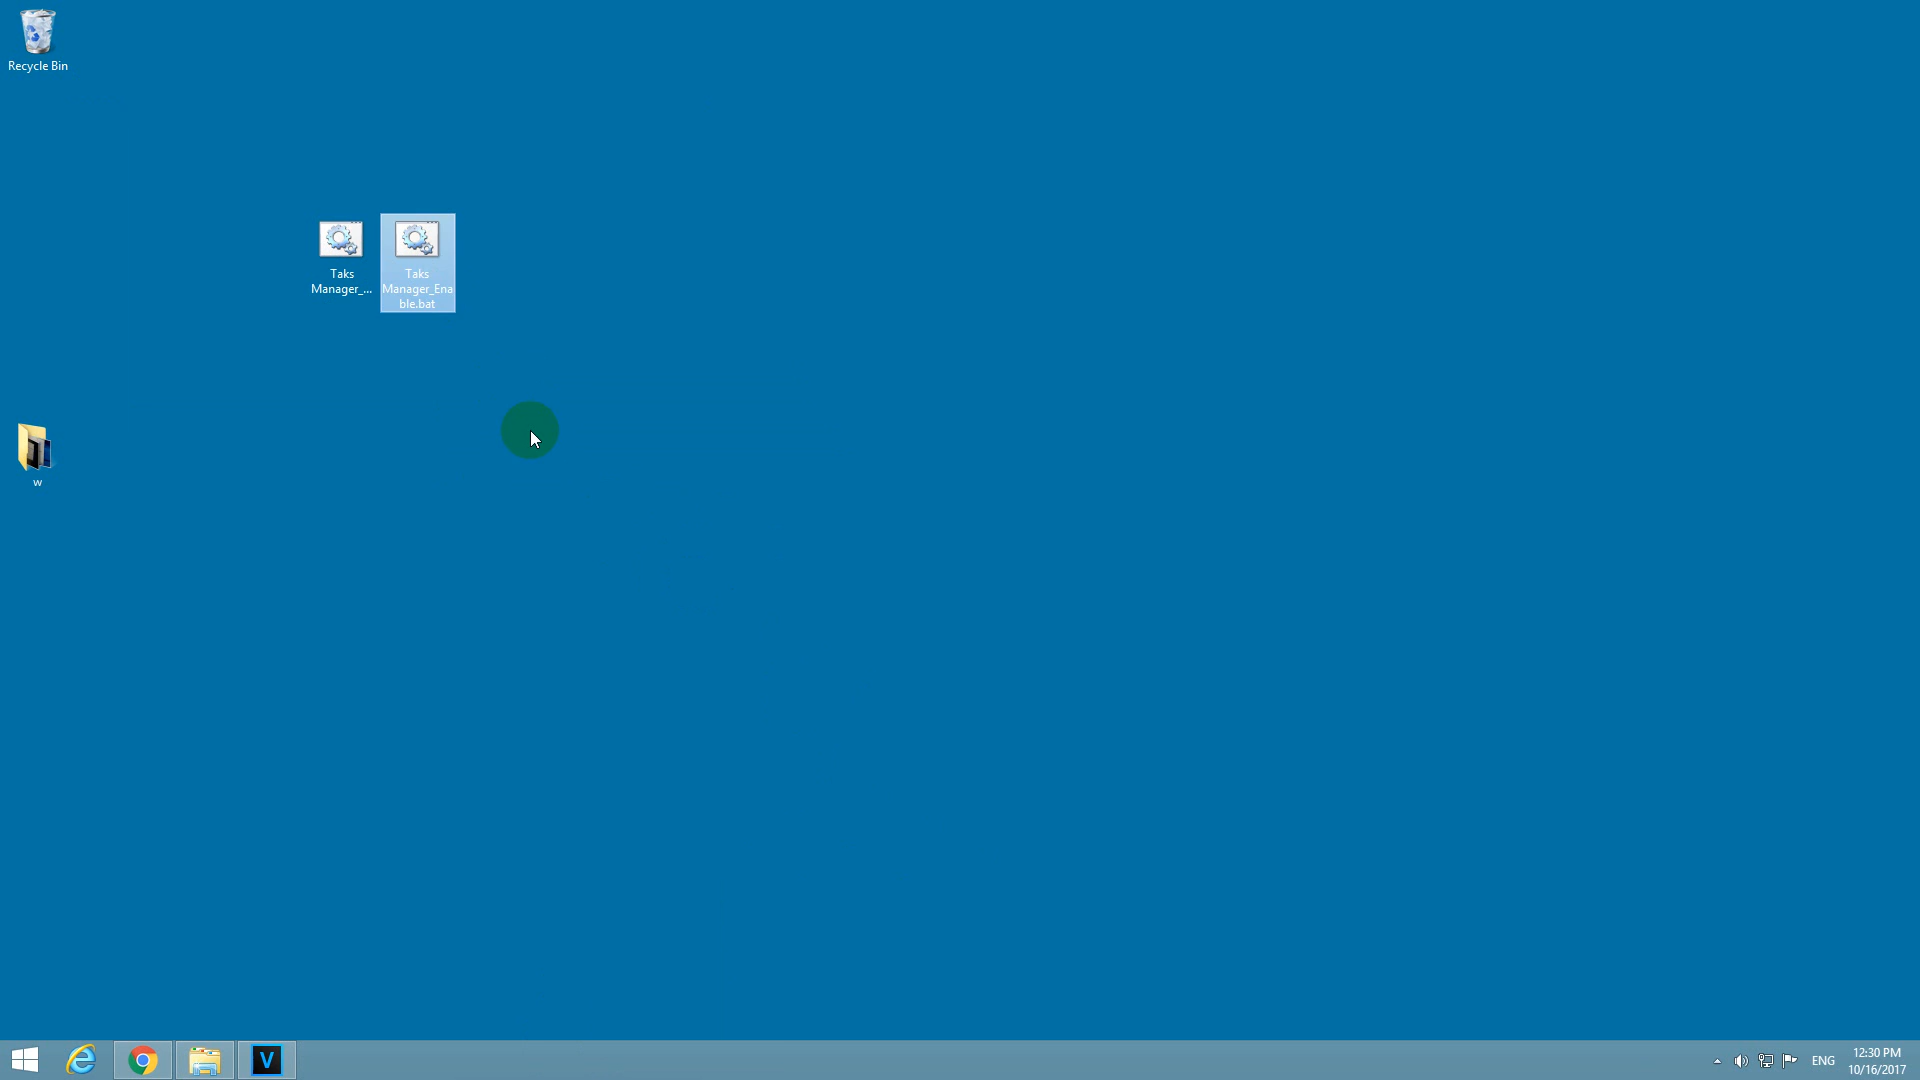 Recycle Bin
Taks
Manager_...
Taks
Manager_Ena
ble.bat
w
V
ENG
12:30 PM
10/16/2017